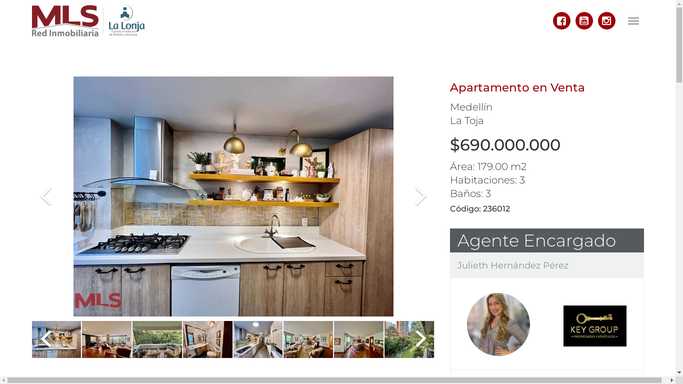 MLS
Red Inmobiliaria
La Lonja
Apartamento en Venta
Medellín
La Toja
$690.000.000
Área: 179.00 m2
Habitaciones: 3
Baños: 3
Código: 236012
MLS
Agente Encargado
Julieth Hernández Pérez
KEY GROUP